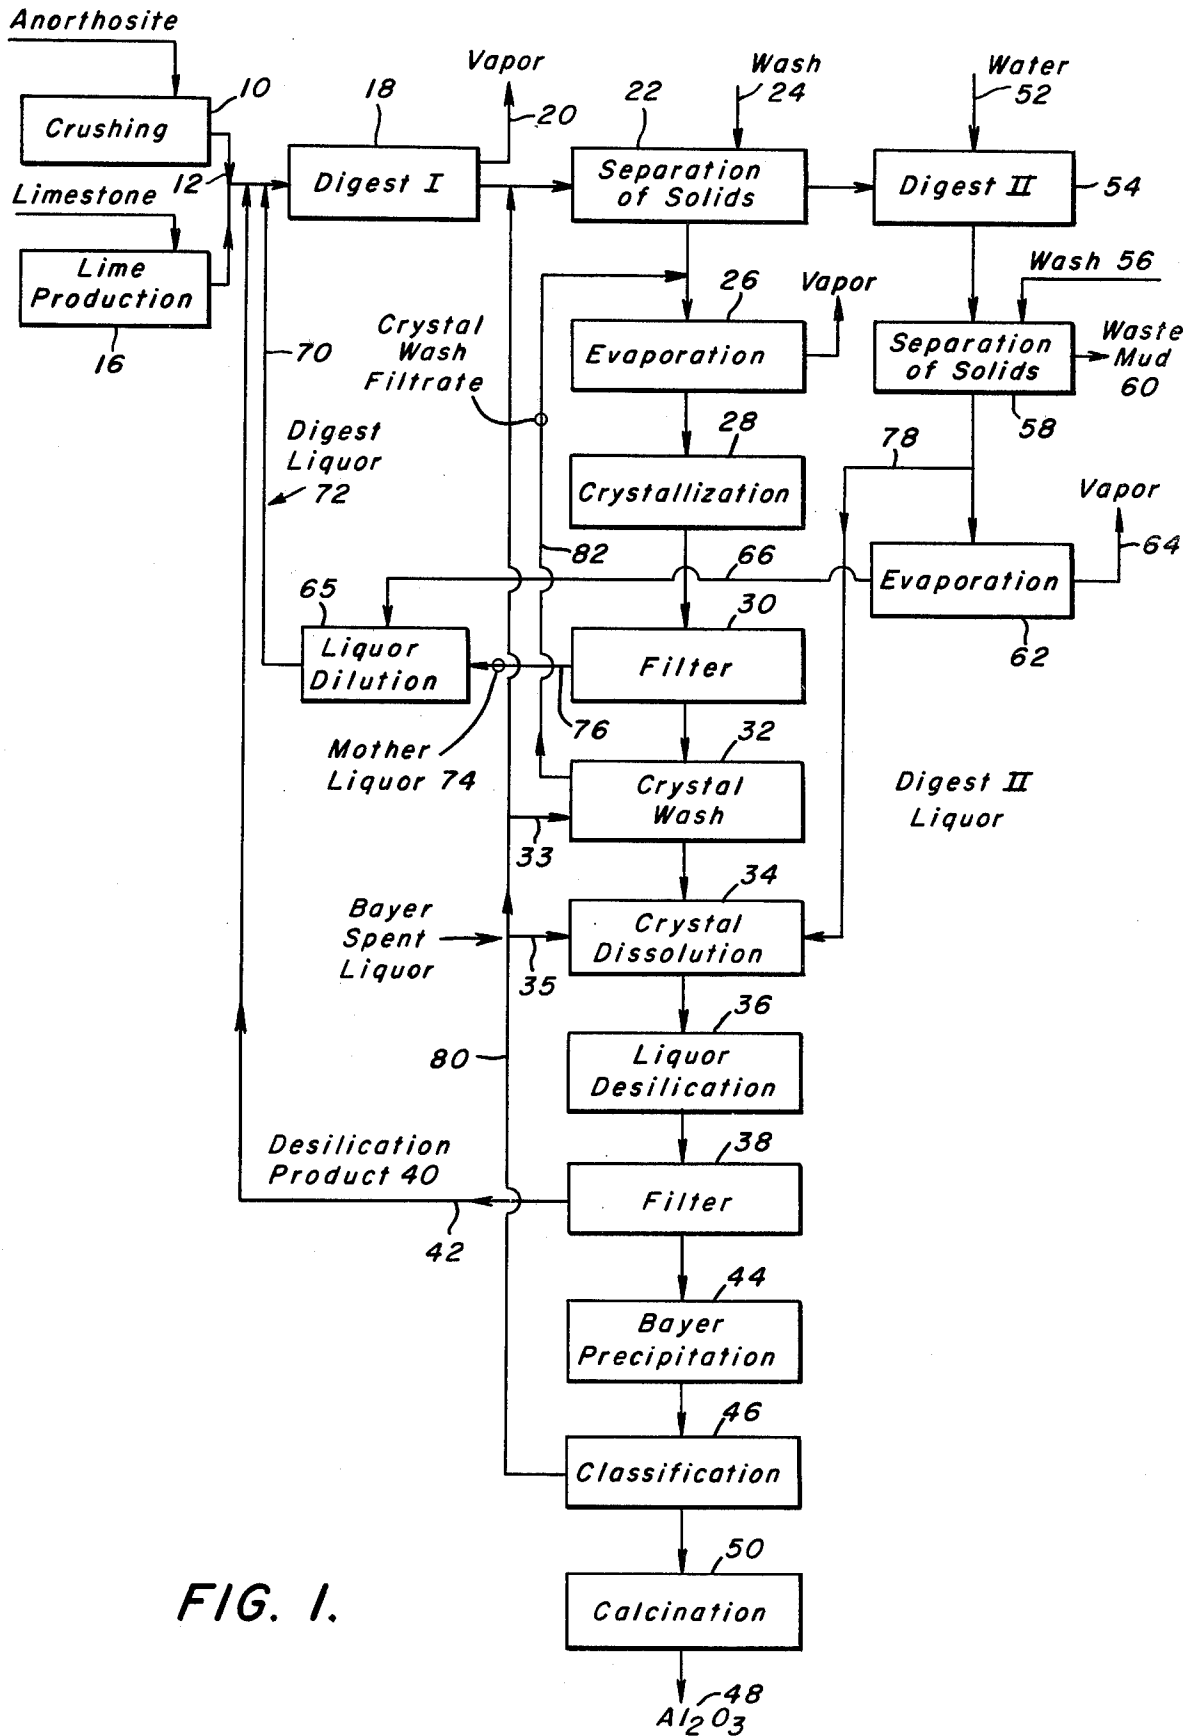 Anorthosite
10
Crushing
12
Limestone
Lime
Production
16
18
Digest I
Vapor
20
22
Separation
of Solids
Wash
24
Water
52
Digest II
54
Wash 56
Separation
of Solids
58
Waste
Mud
60
26
Evaporation
Vapor
Crystal
Wash
Filtrate
70
Digest
Liquor
72
28
Crystallization
78
Vapor
64
Evaporation
62
82
66
65
Liquor
Dilution
30
Filter
76
Mother
Liquor 74
32
Crystal
Wash
33
Digest II
Liquor
34
Crystal
Dissolution
Bayer
Spent
Liquor
35
36
Liquor
Desilication
80
Desilication
Product 40
38
Filter
42
44
Bayer
Precipitation
46
Classification
50
Calcination
48
Al2O3
FIG. 1.